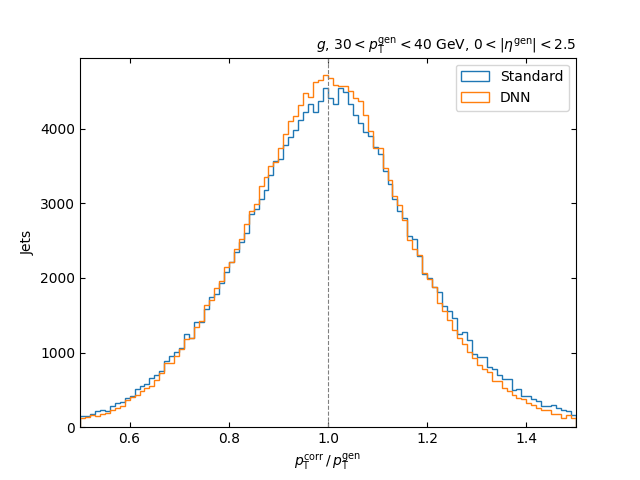 g, 30 < p_T^gen < 40 GeV, 0 < |η^gen| < 2.5
Standard
DNN
Jets
4000
3000
2000
1000
0
0.6 0.8 1.0 1.2 1.4
p_T^corr / p_T^gen